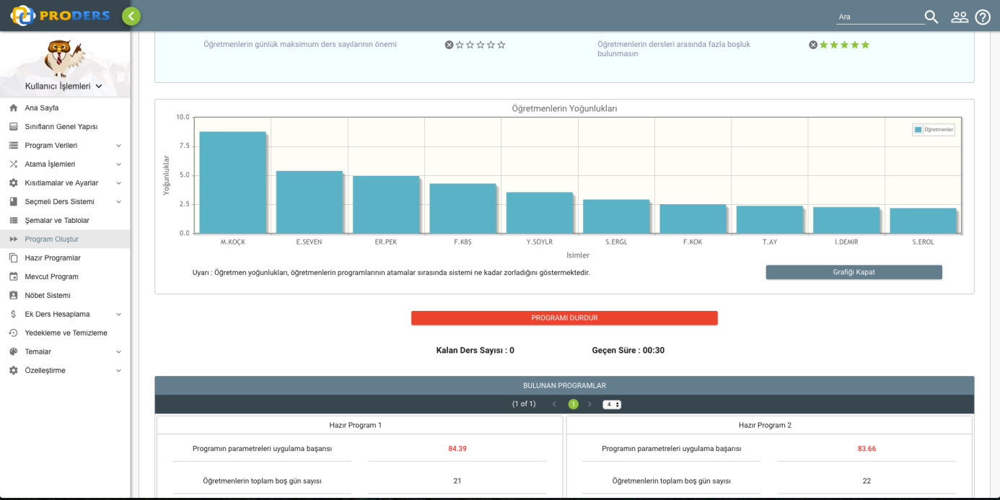 PRODERS
Ara
Kullanıcı İşlemleri
Ana Sayfa
Sınıfların Genel Yapısı
Program Verileri
Atama İşlemleri
Kısıtlamalar ve Ayarlar
Seçmeli Ders Sistemi
Şemalar ve Tablolar
Program Oluştur
Hazır Programlar
Mevcut Program
Nöbet Sistemi
Ek Ders Hesaplama
Yedekleme ve Temizleme
Temalar
Özelleştirme
Öğretmenlerin günlük maksimum ders sayılarının önemi
Öğretmenlerin dersleri arasında fazla boşluk
bulunmasın
Öğretmenlerin Yoğunlukları
Öğretmenler
Yoğunluklar
10.0
7.5
5.0
2.5
0.0
M.KOÇK E.SEVEN ER.PEK F.KBŞ Y.SÖYLR S.ERĞL F.KÖK T.AY İ.DEMİR S.EROL
İsimler
Uyarı : Öğretmen yoğunlukları, öğretmenlerin programlarının atamalar sırasında sistemi ne kadar zorladığını göstermektedir.
Grafiği Kapat
PROGRAMI DURDUR
Kalan Ders Sayısı : 0 Geçen Süre : 00:30
BULUNAN PROGRAMLAR
(1 of 1) 1 4
Hazır Program 1
Programın parametreleri uygulama başarısı 84.39
Öğretmenlerin toplam boş gün sayısı 21
Hazır Program 2
Programın parametreleri uygulama başarısı 83.66
Öğretmenlerin toplam boş gün sayısı 22